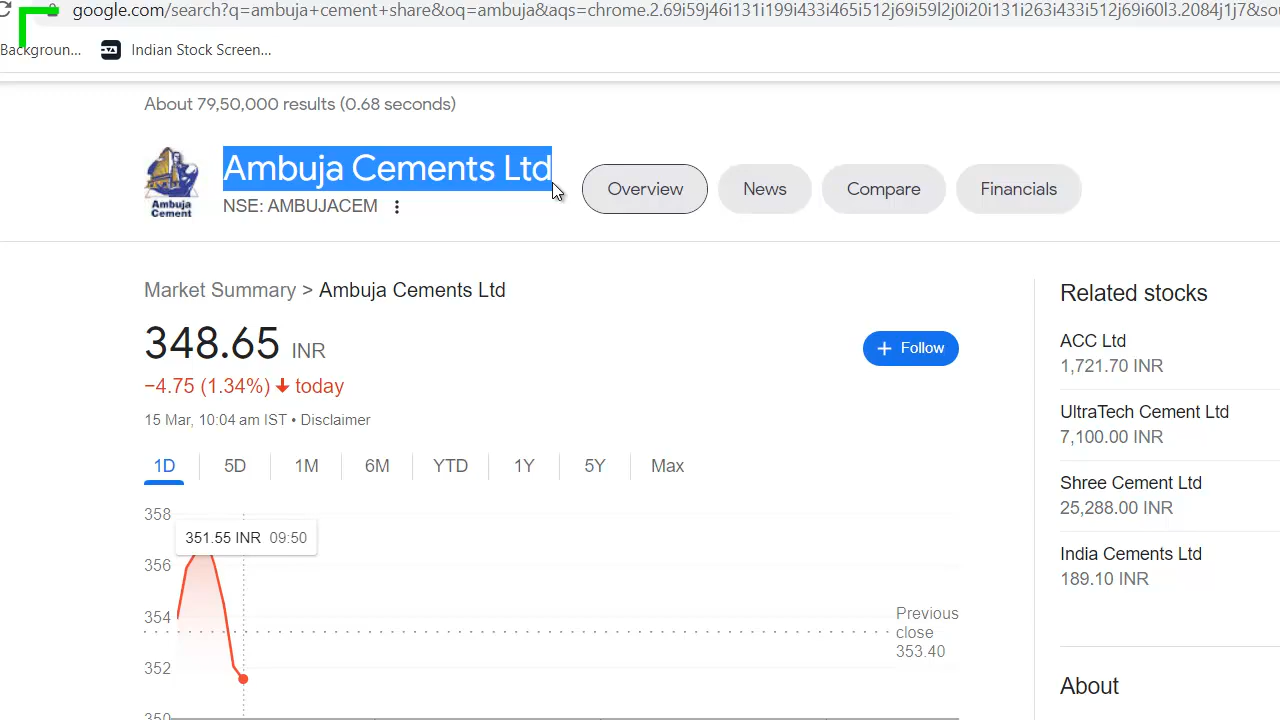 google.com/search?q=ambuja+cement+share&oq=ambuja&aqs=chrome.2.69i59j46i131i199i433i465i512j69i59l2j0i20i131i263i433i512j69i60l3.2084j1j7&sou
Backgroun... Indian Stock Screen...
About 79,50,000 results (0.68 seconds)
Ambuja Cement
Ambuja Cements Ltd
NSE: AMBUJACEM
Overview News Compare Financials
Market Summary > Ambuja Cements Ltd
348.65 INR
+ Follow
−4.75 (1.34%) today
15 Mar, 10:04 am IST • Disclaimer
1D 5D 1M 6M YTD 1Y 5Y Max
358
351.55 INR 09:50
356
354
352
350
Previous
close
353.40
Related stocks
ACC Ltd
1,721.70 INR
UltraTech Cement Ltd
7,100.00 INR
Shree Cement Ltd
25,288.00 INR
India Cements Ltd
189.10 INR
About